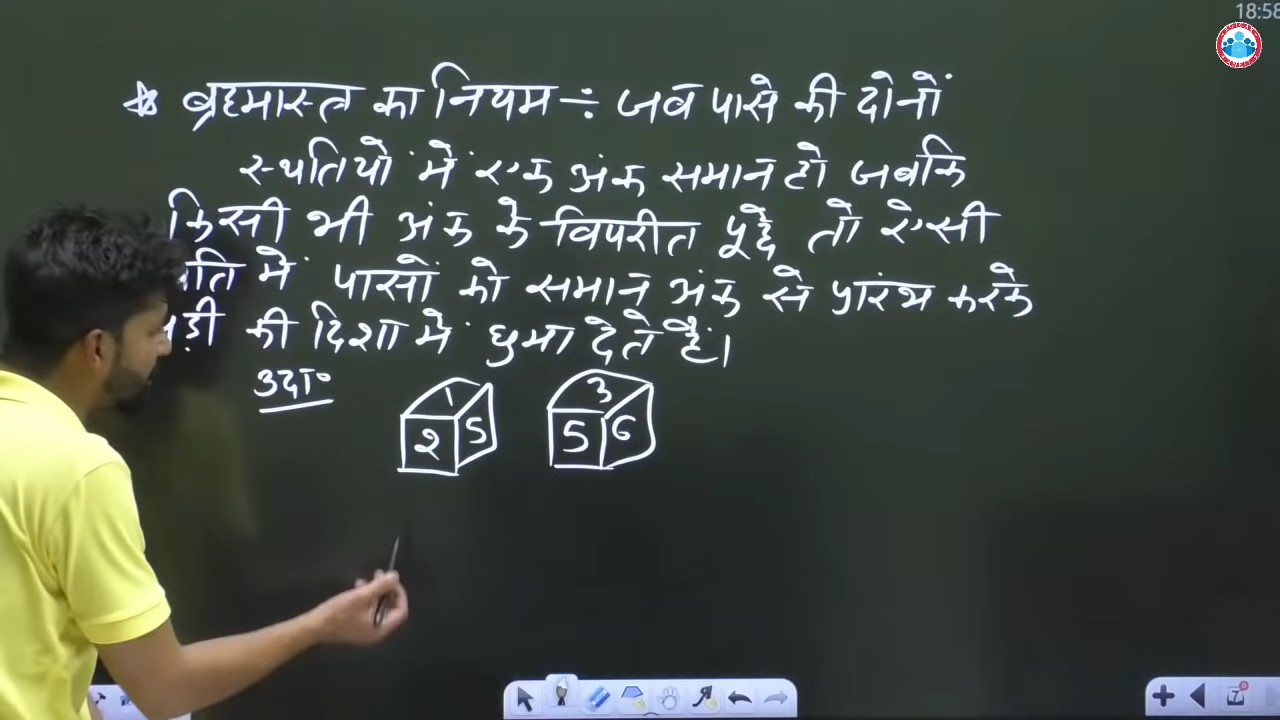 18:58
* ब्रह्मास्त्र का नियम ÷ जब पासे की दोनों
स्थतियों में एक अंक समान हो जबकि
किसी भी अंक के विपरीत पूछे तो ऐसी
में पासों को समान अंक से प्रारंभ करके
की दिशा में घुमा देते हैं।
उदा०
1 3
2 5 5 6